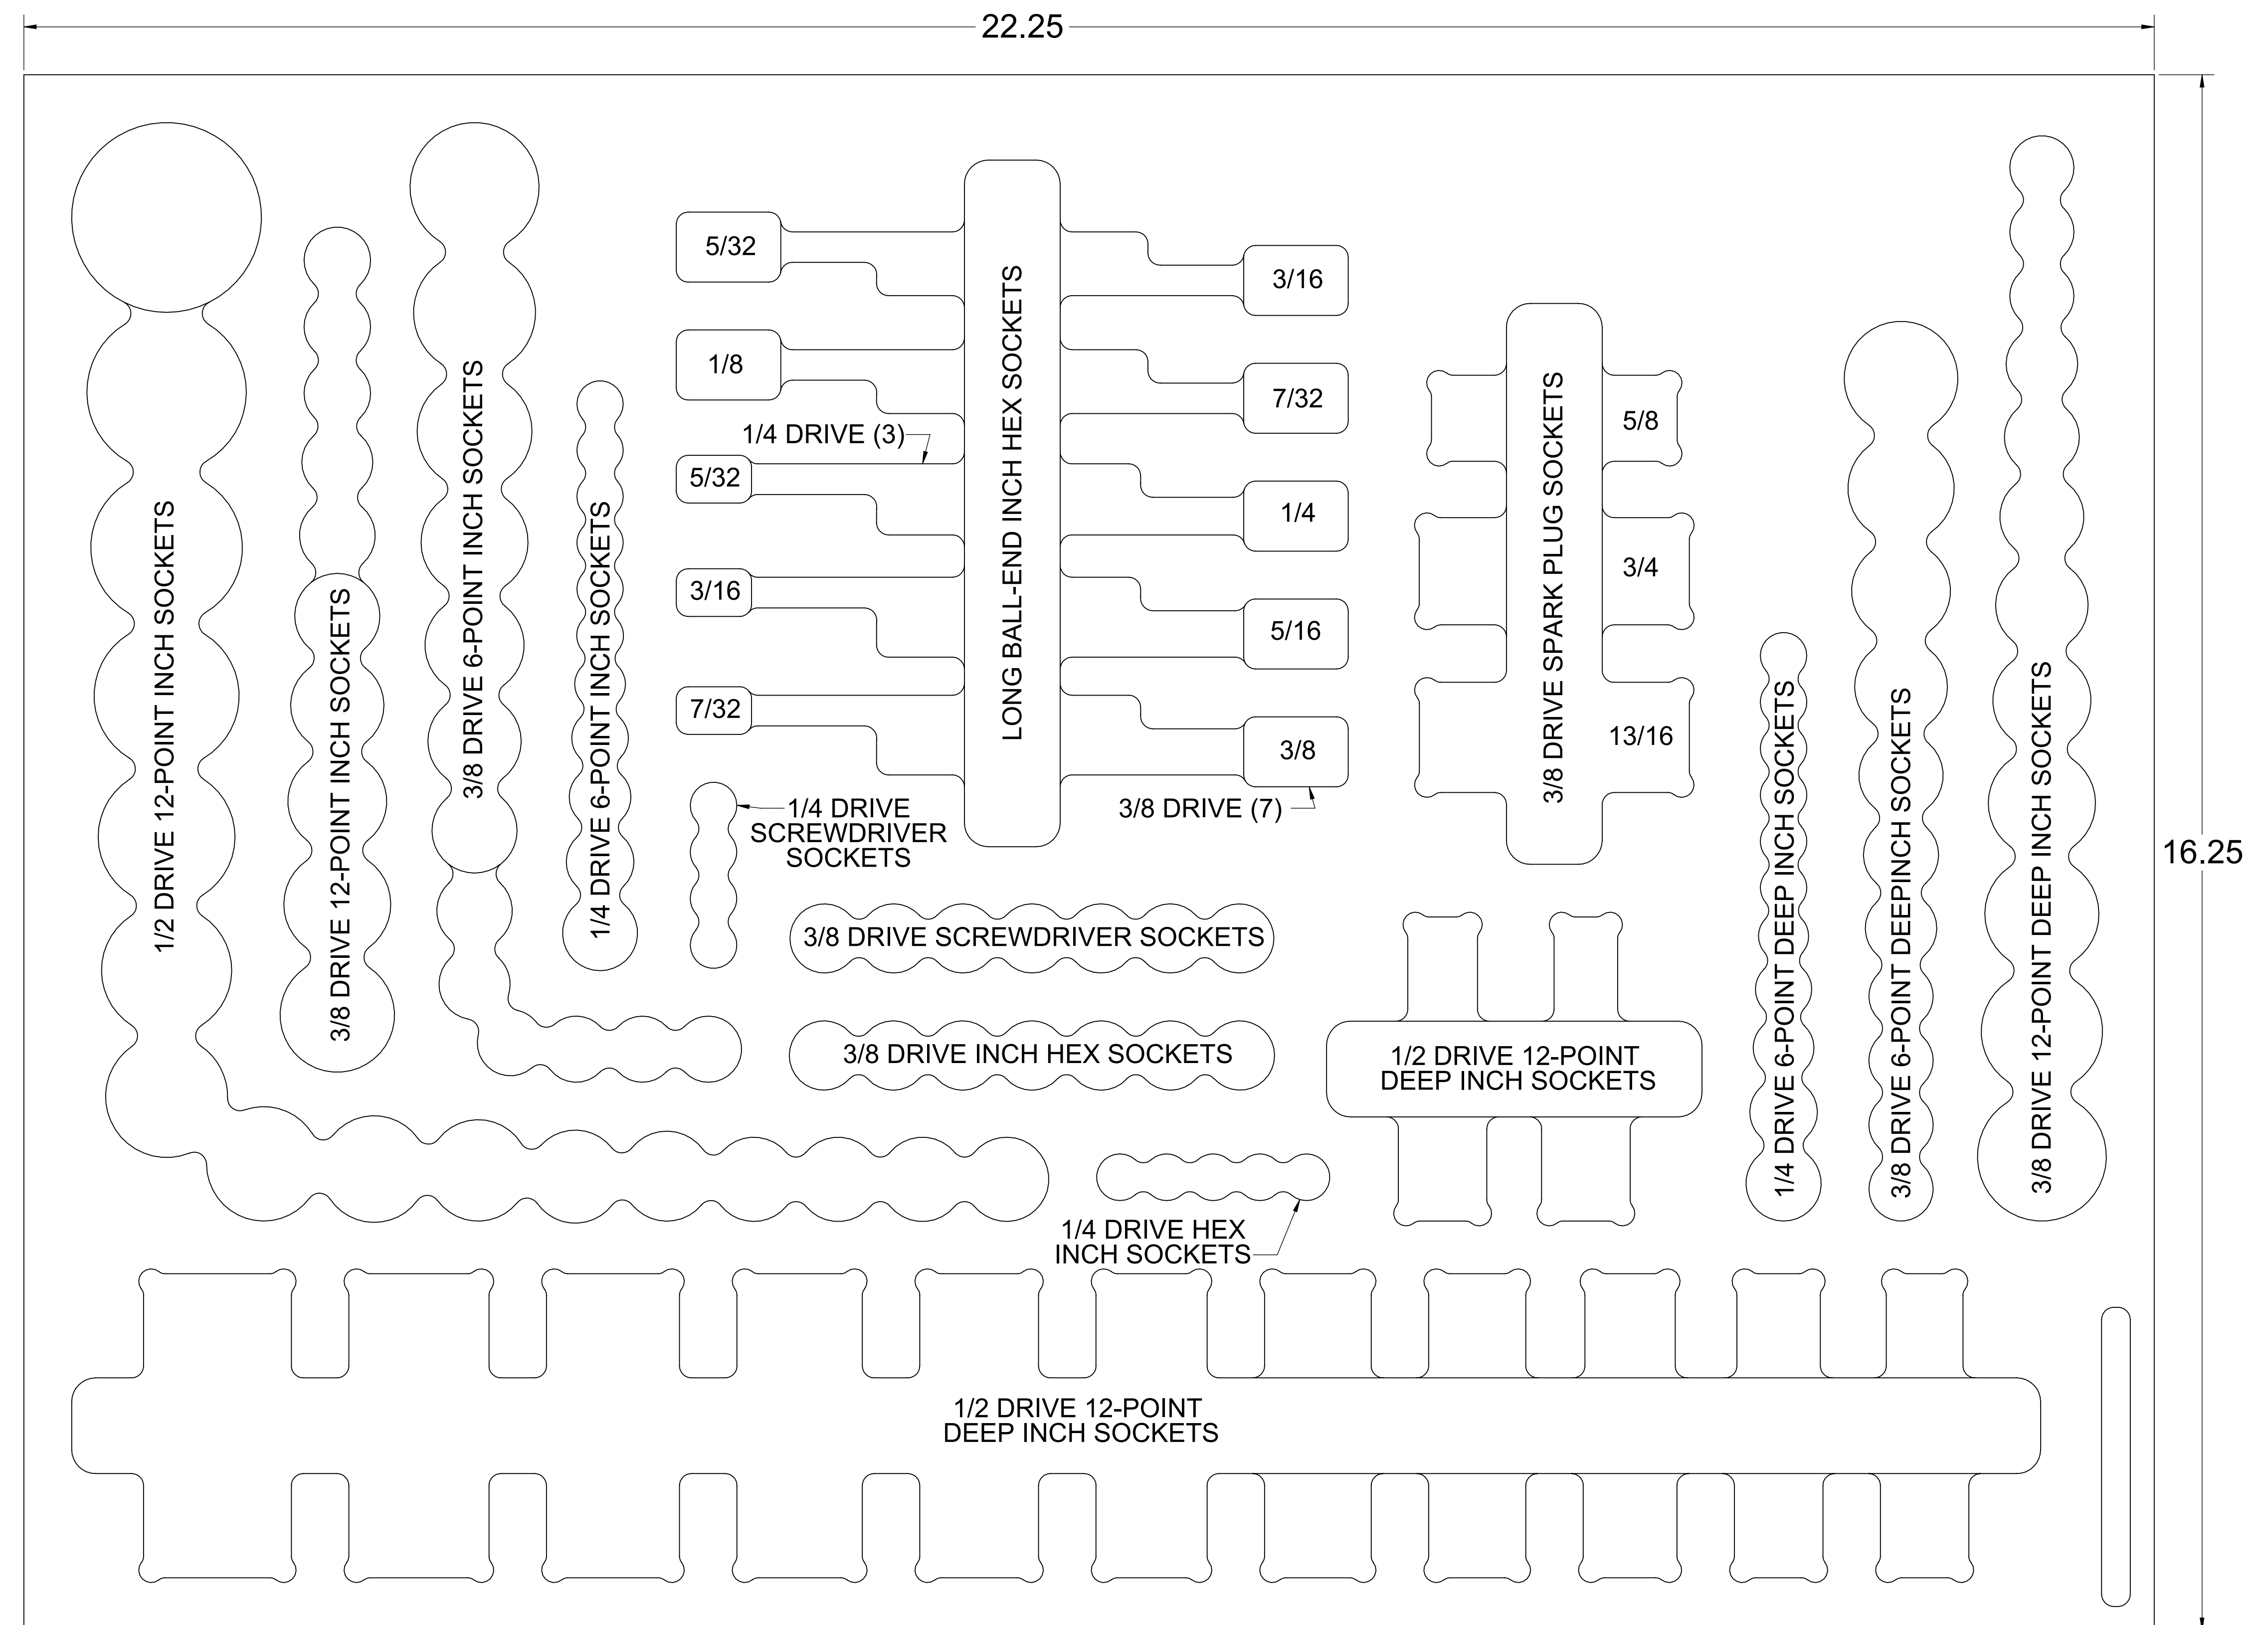 22.25
16.25
1/2 DRIVE 12-POINT INCH SOCKETS
3/8 DRIVE 12-POINT INCH SOCKETS
3/8 DRIVE 6-POINT INCH SOCKETS
1/4 DRIVE 6-POINT INCH SOCKETS
5/32
1/8
1/4 DRIVE (3)
5/32
3/16
7/32
LONG BALL-END INCH HEX SOCKETS
3/16
7/32
1/4
5/16
3/8
3/8 DRIVE (7)
1/4 DRIVE
SCREWDRIVER
SOCKETS
3/8 DRIVE SPARK PLUG SOCKETS
5/8
3/4
13/16
3/8 DRIVE SCREWDRIVER SOCKETS
3/8 DRIVE INCH HEX SOCKETS
1/2 DRIVE 12-POINT
DEEP INCH SOCKETS
1/4 DRIVE 6-POINT DEEP INCH SOCKETS
3/8 DRIVE 6-POINT DEEPINCH SOCKETS
3/8 DRIVE 12-POINT DEEP INCH SOCKETS
1/4 DRIVE HEX
INCH SOCKETS
1/2 DRIVE 12-POINT
DEEP INCH SOCKETS